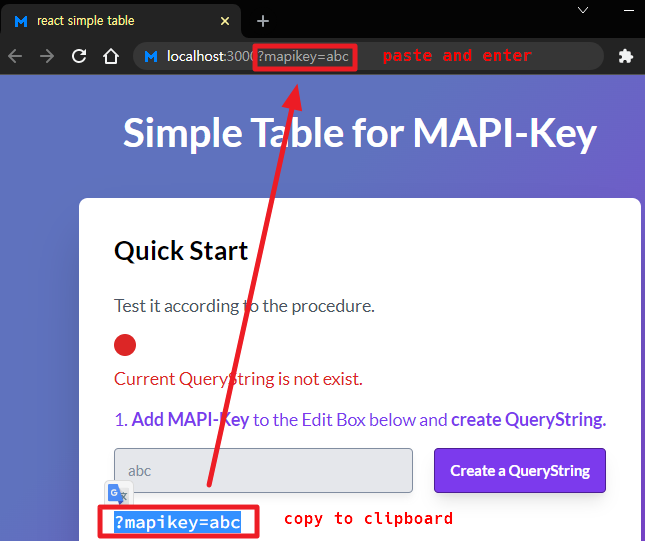 react simple table
localhost:3000?mapikey=abc paste and enter
Simple Table for MAPI-Key
Quick Start
Test it according to the procedure.
Current QueryString is not exist.
1. Add MAPI-Key to the Edit Box below and create QueryString.
abc Create a QueryString
?mapikey=abc copy to clipboard